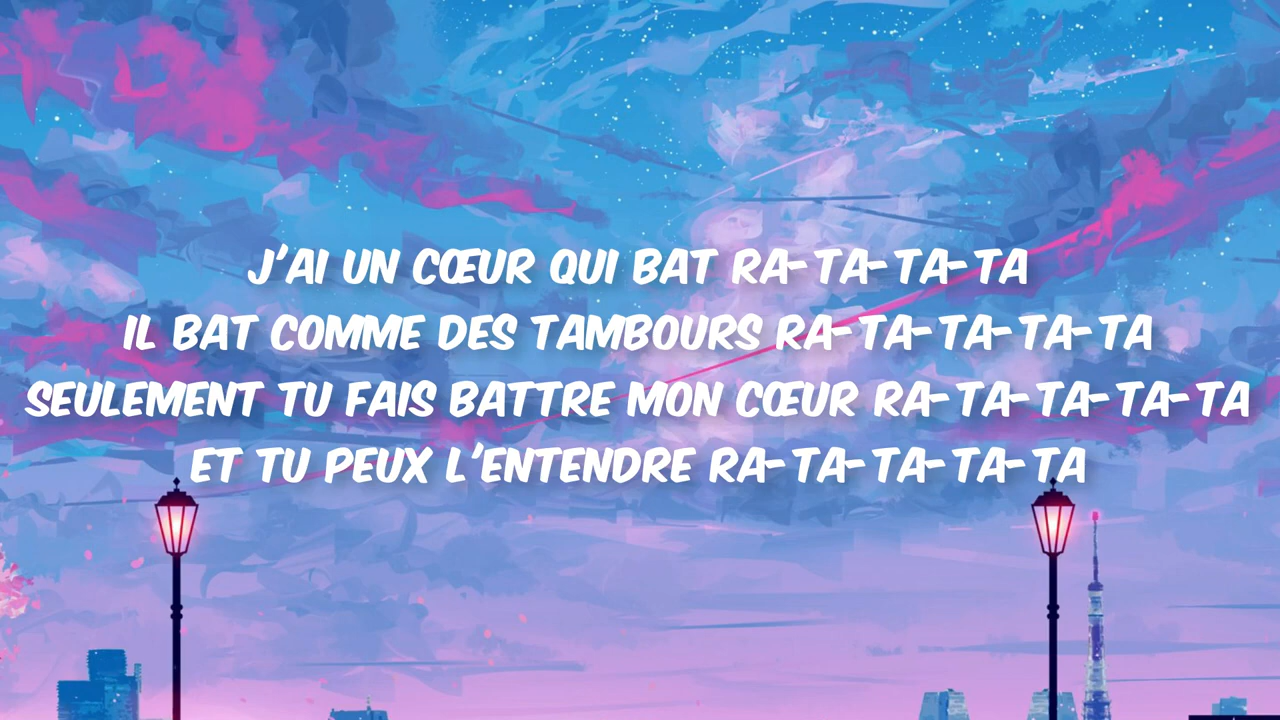 J'AI UN CŒUR QUI BAT RA-TA-TA-TA
IL BAT COMME DES TAMBOURS RA-TA-TA-TA-TA
SEULEMENT TU FAIS BATTRE MON CŒUR RA-TA-TA-TA-TA
ET TU PEUX L'ENTENDRE RA-TA-TA-TA-TA